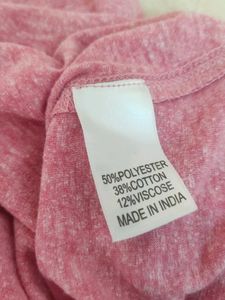 50%POLYESTER
38%COTTON
12%VISCOSE
MADE IN INDIA